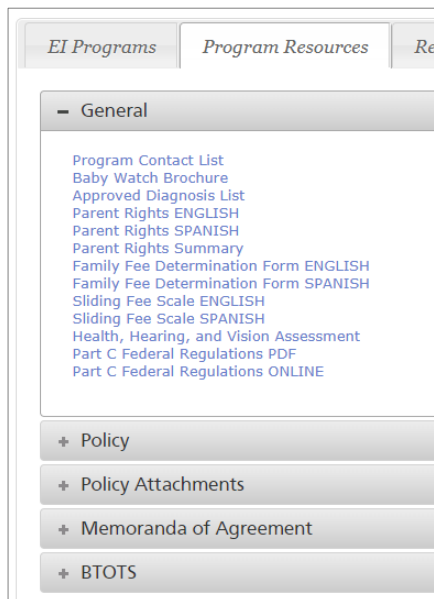 EI Programs Program Resources Re
General
Program Contact List
Baby Watch Brochure
Approved Diagnosis List
Parent Rights ENGLISH
Parent Rights SPANISH
Parent Rights Summary
Family Fee Determination Form ENGLISH
Family Fee Determination Form SPANISH
Sliding Fee Scale ENGLISH
Sliding Fee Scale SPANISH
Health, Hearing, and Vision Assessment
Part C Federal Regulations PDF
Part C Federal Regulations ONLINE
Policy
Policy Attachments
Memoranda of Agreement
BTOTS